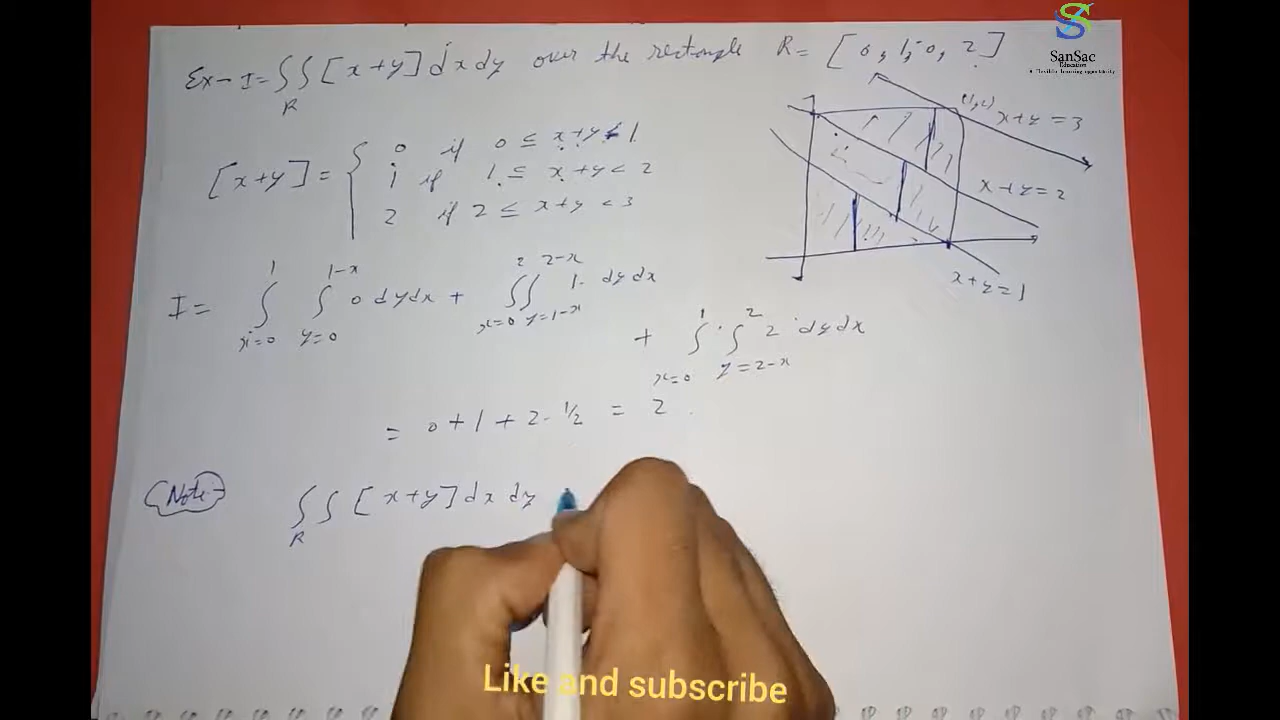 Ex- I = ∫∫ [x+y] dx dy over the rectangle R = [0, 1; 0, 2]
R
SanSac
Education
(1,2)
x+y = 3
[x+y] = { 0 if 0 ≤ x+y < 1
1 if 1 ≤ x+y < 2
2 if 2 ≤ x+y < 3
x+y = 2
x+y = 1
I = ∫_{x=0}^{1} ∫_{y=0}^{1-x} 0 dy dx + ∫∫_{x=0 y=1-x}^{2 2-x} 1. dy dx
+ ∫_{x=0}^{1} ∫_{y=2-x}^{2} 2 dy dx
= 0 + 1 + 2 · 1/2 = 2.
Note:
∫∫ [x+y] dx dy
R
Like and subscribe